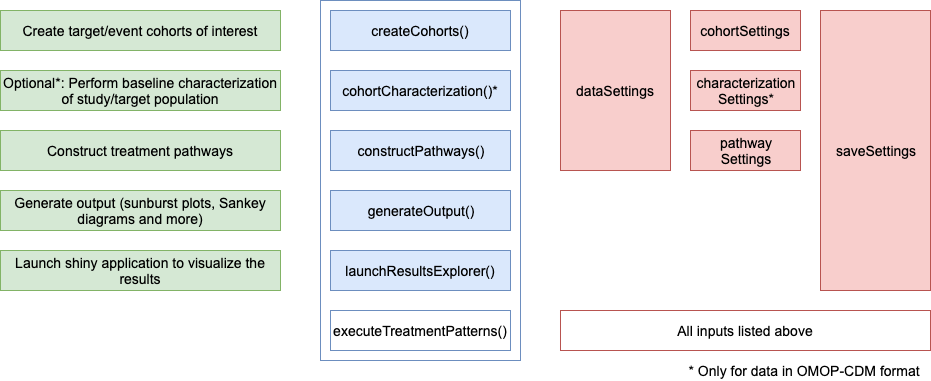 Create target/event cohorts of interest
createCohorts()
cohortSettings
Optional*: Perform baseline characterization
of study/target population
cohortCharacterization()*
dataSettings
characterization
Settings*
Construct treatment pathways
constructPathways()
pathway
Settings
saveSettings
Generate output (sunburst plots, Sankey
diagrams and more)
generateOutput()
Launch shiny application to visualize the
results
launchResultsExplorer()
executeTreatmentPatterns()
All inputs listed above
* Only for data in OMOP-CDM format